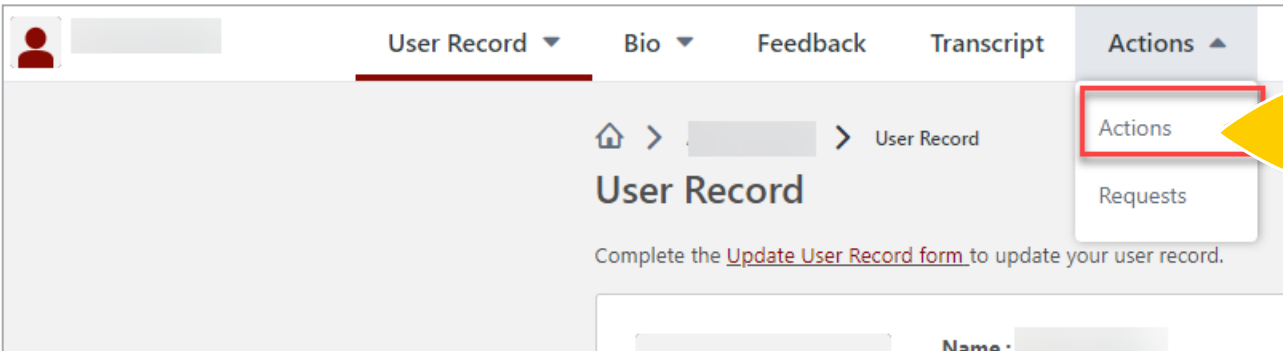 User Record Bio Feedback Transcript Actions
Actions
User Record
User Record
Requests
Complete the Update User Record form to update your user record.
Name :